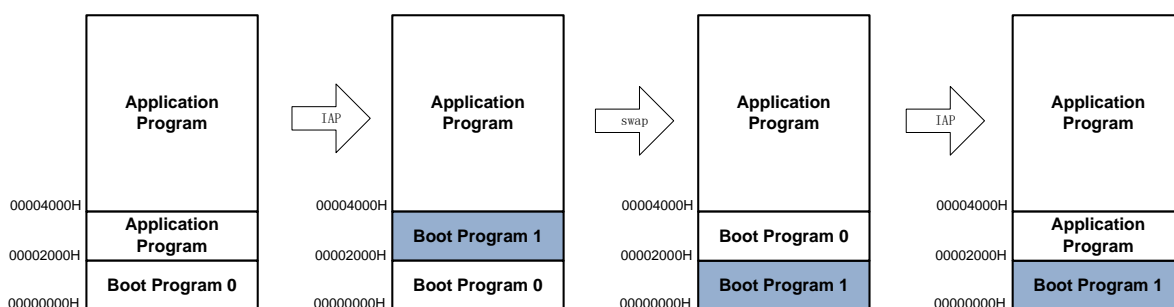 Application
Program
00004000H
Application
Program
00002000H
Boot Program 0
00000000H
IAP
Application
Program
00004000H
Boot Program 1
00002000H
Boot Program 0
00000000H
swap
Application
Program
00004000H
Boot Program 0
00002000H
Boot Program 1
00000000H
IAP
Application
Program
00004000H
Application
Program
00002000H
Boot Program 1
00000000H